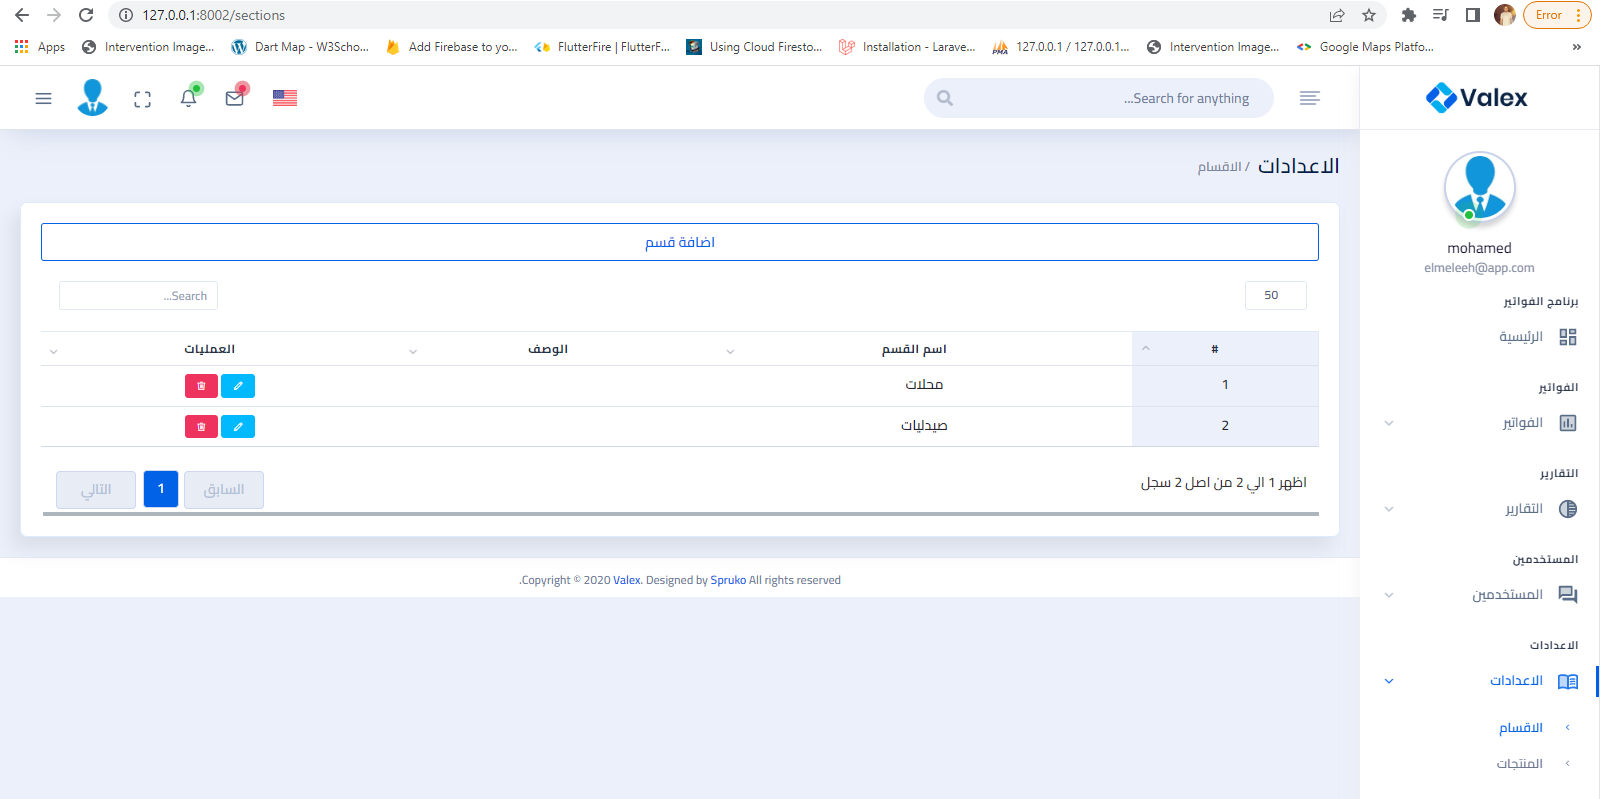 127.0.0.1:8002/sections
Error
Apps
Intervention Image...
Dart Map - W3Scho...
Add Firebase to yo...
FlutterFire | FlutterF...
Using Cloud Firesto...
Installation - Larave...
127.0.0.1 / 127.0.0.1...
Intervention Image...
Google Maps Platfo...
»
Valex
...Search for anything
الاعدادات / الاقسام
mohamed
elmeleeh@app.com
برنامج الفواتير
الرئيسية
الفواتير
الفواتير
التقارير
التقارير
المستخدمين
المستخدمين
الاعدادات
الاعدادات
الاقسام
المنتجات
اضافة قسم
50
...Search
# اسم القسم الوصف العمليات
1 محلات
2 صيدليات
اظهر 1 الي 2 من اصل 2 سجل
السابق 1 التالي
.Copyright © 2020 Valex. Designed by Spruko All rights reserved